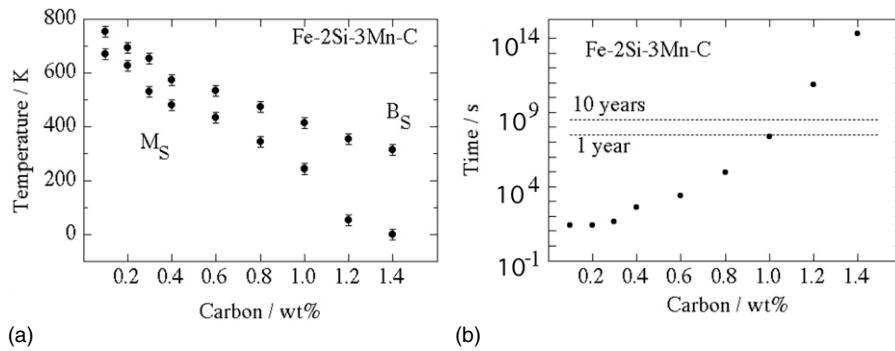 800
600
400
200
0
Temperature / K
Fe-2Si-3Mn-C
B_S
M_S
0.2 0.4 0.6 0.8 1.0 1.2 1.4
Carbon / wt%
(a)
10^14
10^9
10^4
10^-1
Time / s
Fe-2Si-3Mn-C
10 years
1 year
0.2 0.4 0.6 0.8 1.0 1.2 1.4
Carbon / wt%
(b)